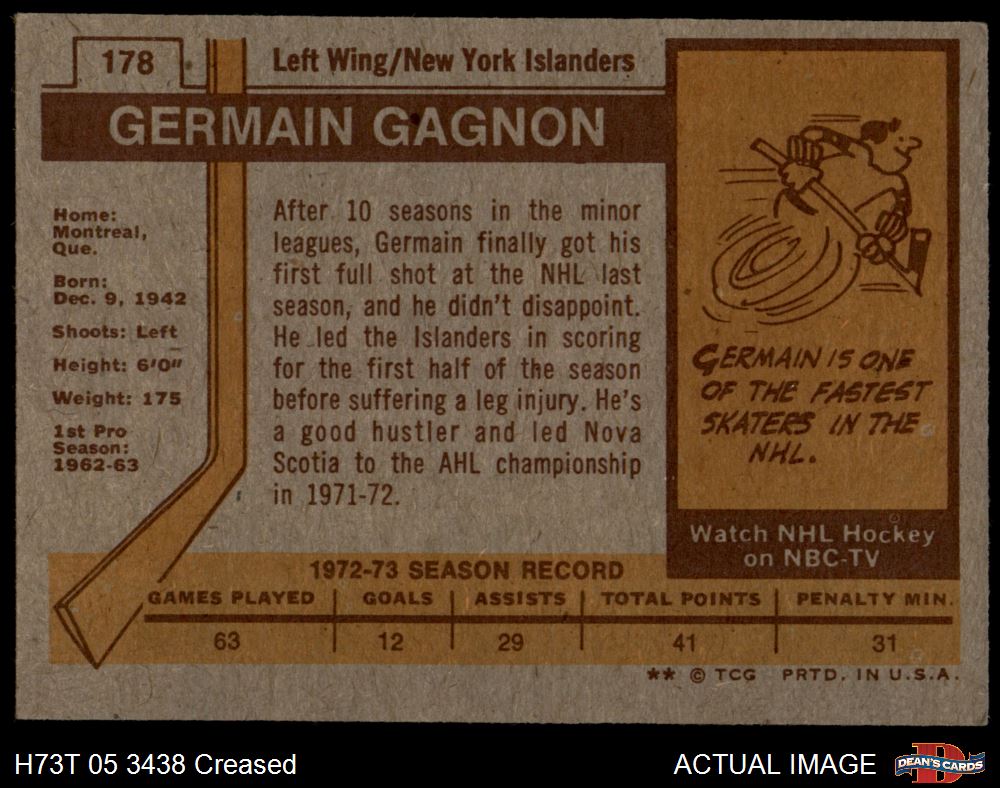 178
Left Wing/New York Islanders
GERMAIN GAGNON
Home:
Montreal,
Que.
Born:
Dec. 9, 1942
Shoots: Left
Height: 6'0"
Weight: 175
1st Pro
Season:
1962-63
After 10 seasons in the minor
leagues, Germain finally got his
first full shot at the NHL last
season, and he didn't disappoint.
He led the Islanders in scoring
for the first half of the season
before suffering a leg injury. He's
a good hustler and led Nova
Scotia to the AHL championship
in 1971-72.
GERMAIN IS ONE
OF THE FASTEST
SKATERS IN THE
NHL.
Watch NHL Hockey
on NBC-TV
1972-73 SEASON RECORD
GAMES PLAYED GOALS ASSISTS TOTAL POINTS PENALTY MIN.
63 12 29 41 31
** © TCG PRTD. IN U.S.A.
H73T 05 3438 Creased
ACTUAL IMAGE
D
DEAN'S CARDS